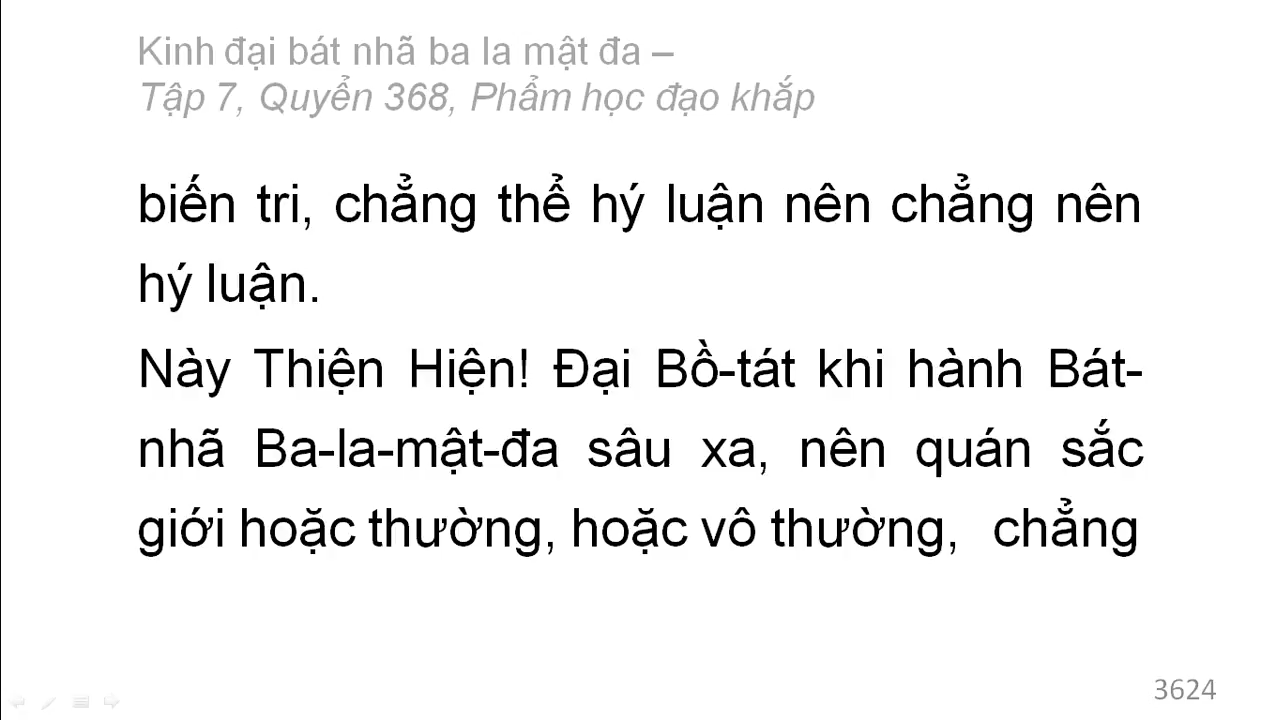 Kinh đại bát nhã ba la mật đa –
Tập 7, Quyển 368, Phẩm học đạo khắp
biến tri, chẳng thể hý luận nên chẳng nên
hý luận.
Này Thiện Hiện! Đại Bồ-tát khi hành Bát-
nhã Ba-la-mật-đa sâu xa, nên quán sắc
giới hoặc thường, hoặc vô thường, chẳng
3624